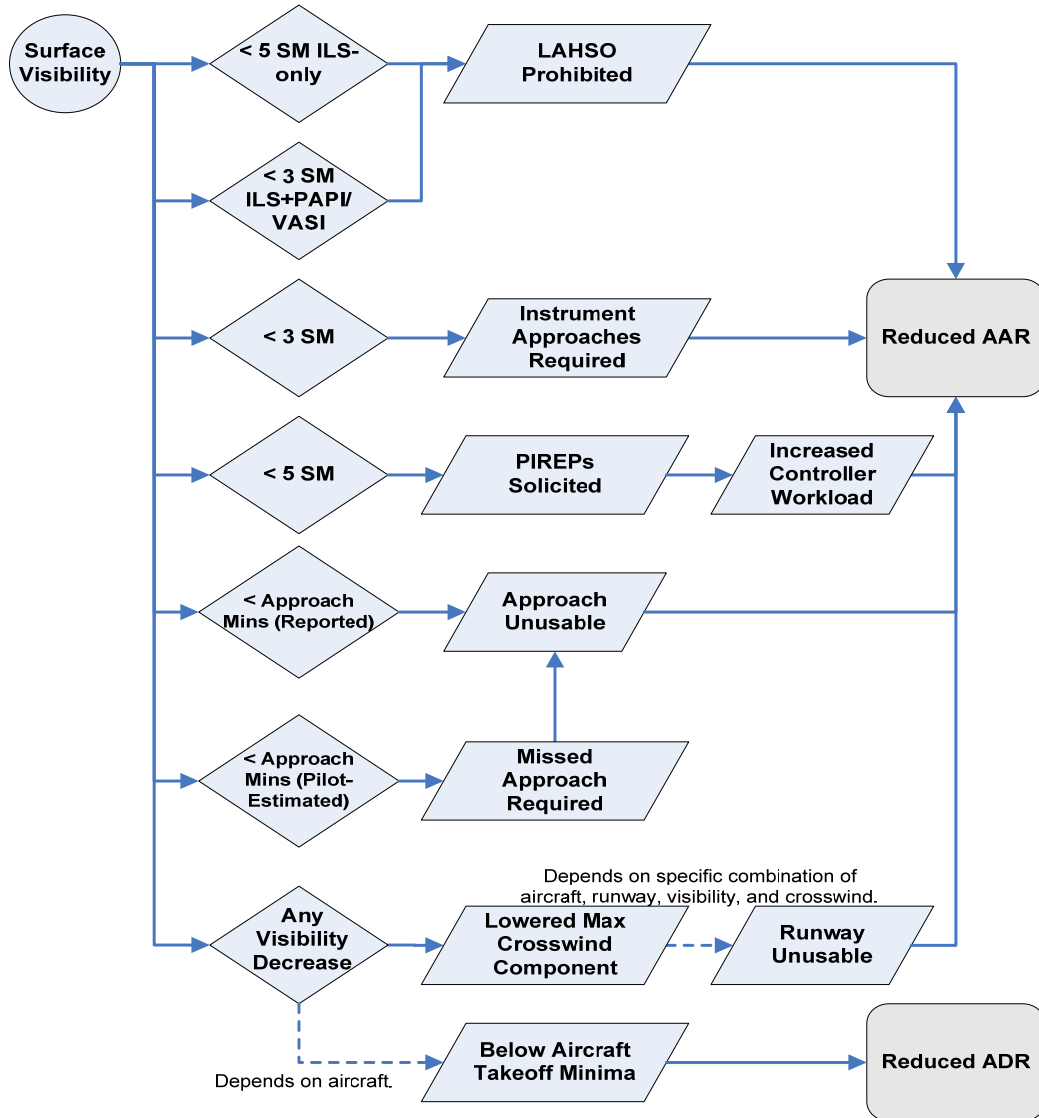 Surface
Visibility
< 5 SM ILS-
only
LAHSO
Prohibited
< 3 SM
ILS+PAPI/
VASI
< 3 SM
Instrument
Approaches
Required
Reduced AAR
< 5 SM
PIREPs
Solicited
Increased
Controller
Workload
< Approach
Mins (Reported)
Approach
Unusable
< Approach
Mins (Pilot-
Estimated)
Missed
Approach
Required
Depends on specific combination of
aircraft, runway, visibility, and crosswind.
Any
Visibility
Decrease
Lowered Max
Crosswind
Component
Runway
Unusable
Depends on aircraft.
Below Aircraft
Takeoff Minima
Reduced ADR